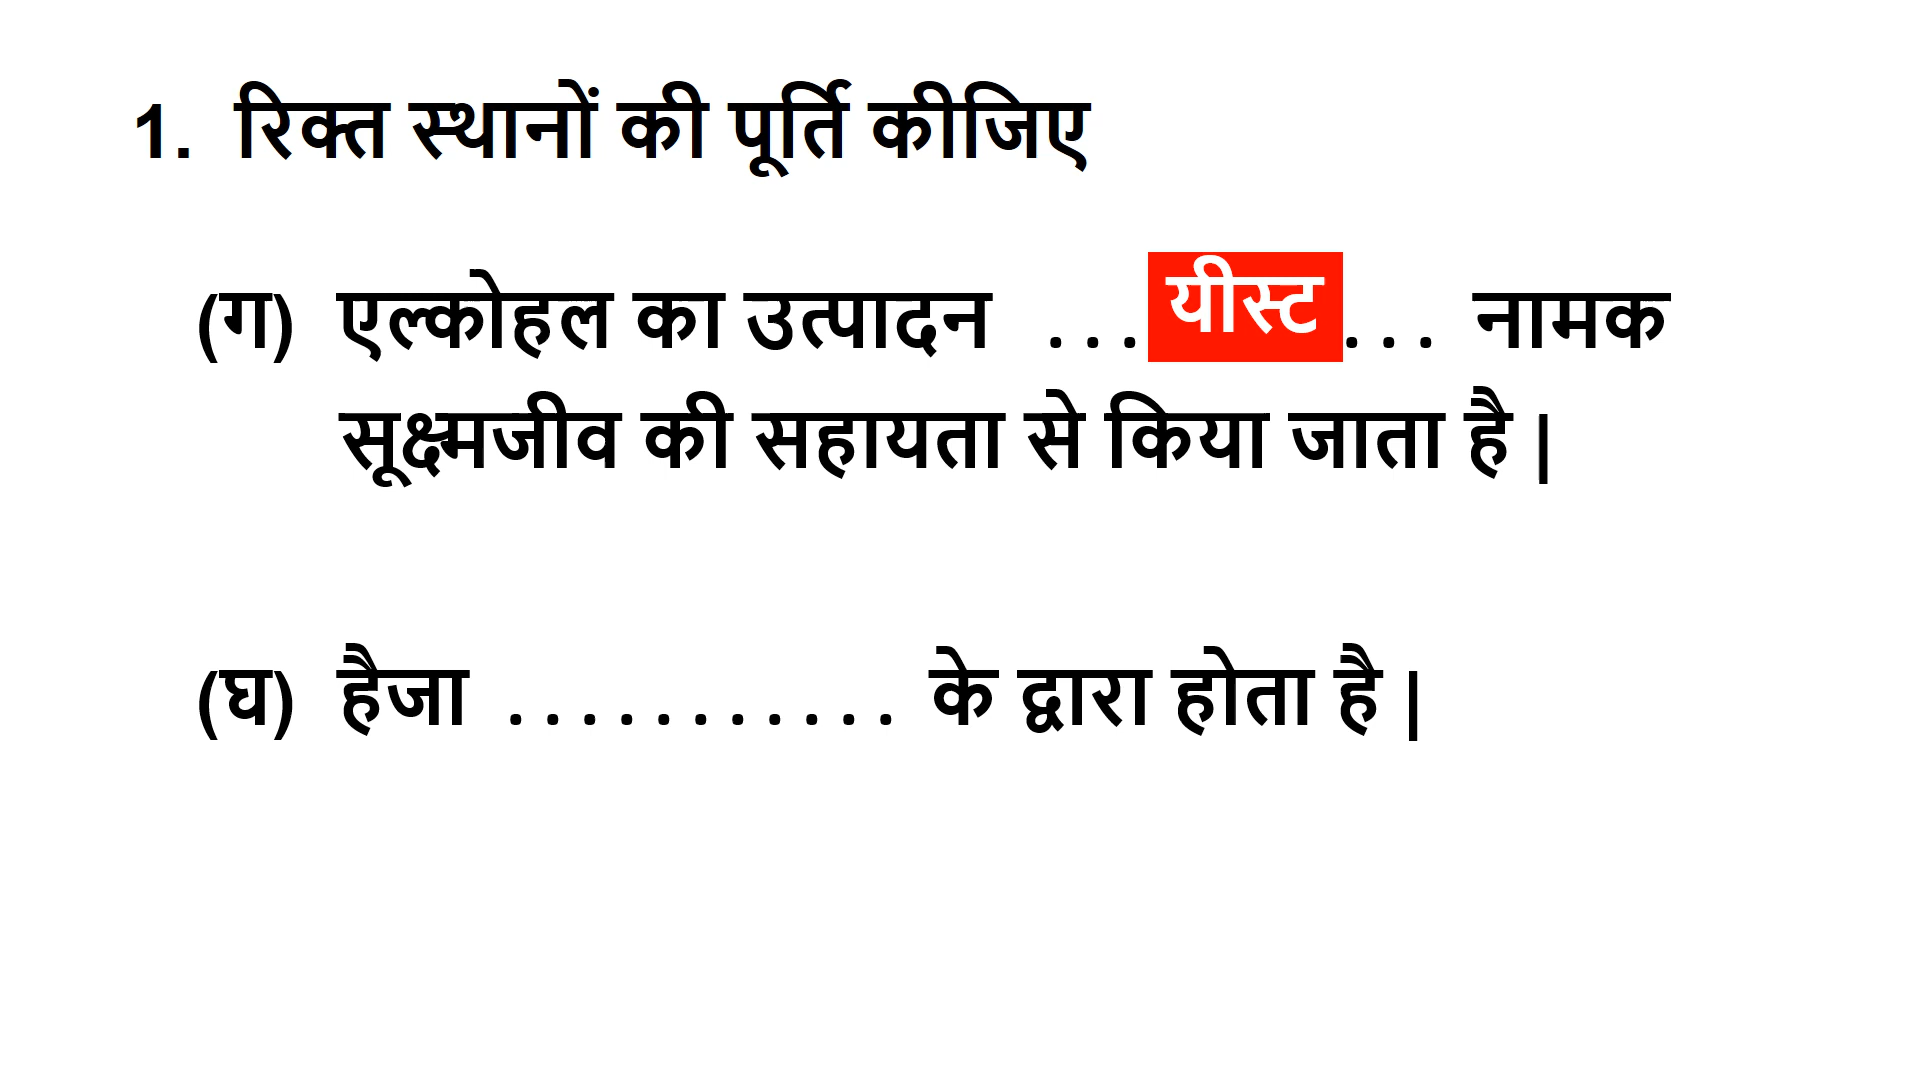 1. रिक्त स्थानों की पूर्ति कीजिए
(ग) एल्कोहल का उत्पादन ...यीस्ट... नामक
सूक्ष्मजीव की सहायता से किया जाता है |
(घ) हैजा ........... के द्वारा होता है |